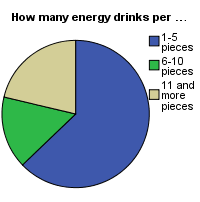 How many energy drinks per ...
1-5
pieces
6-10
pieces
11 and
more
pieces